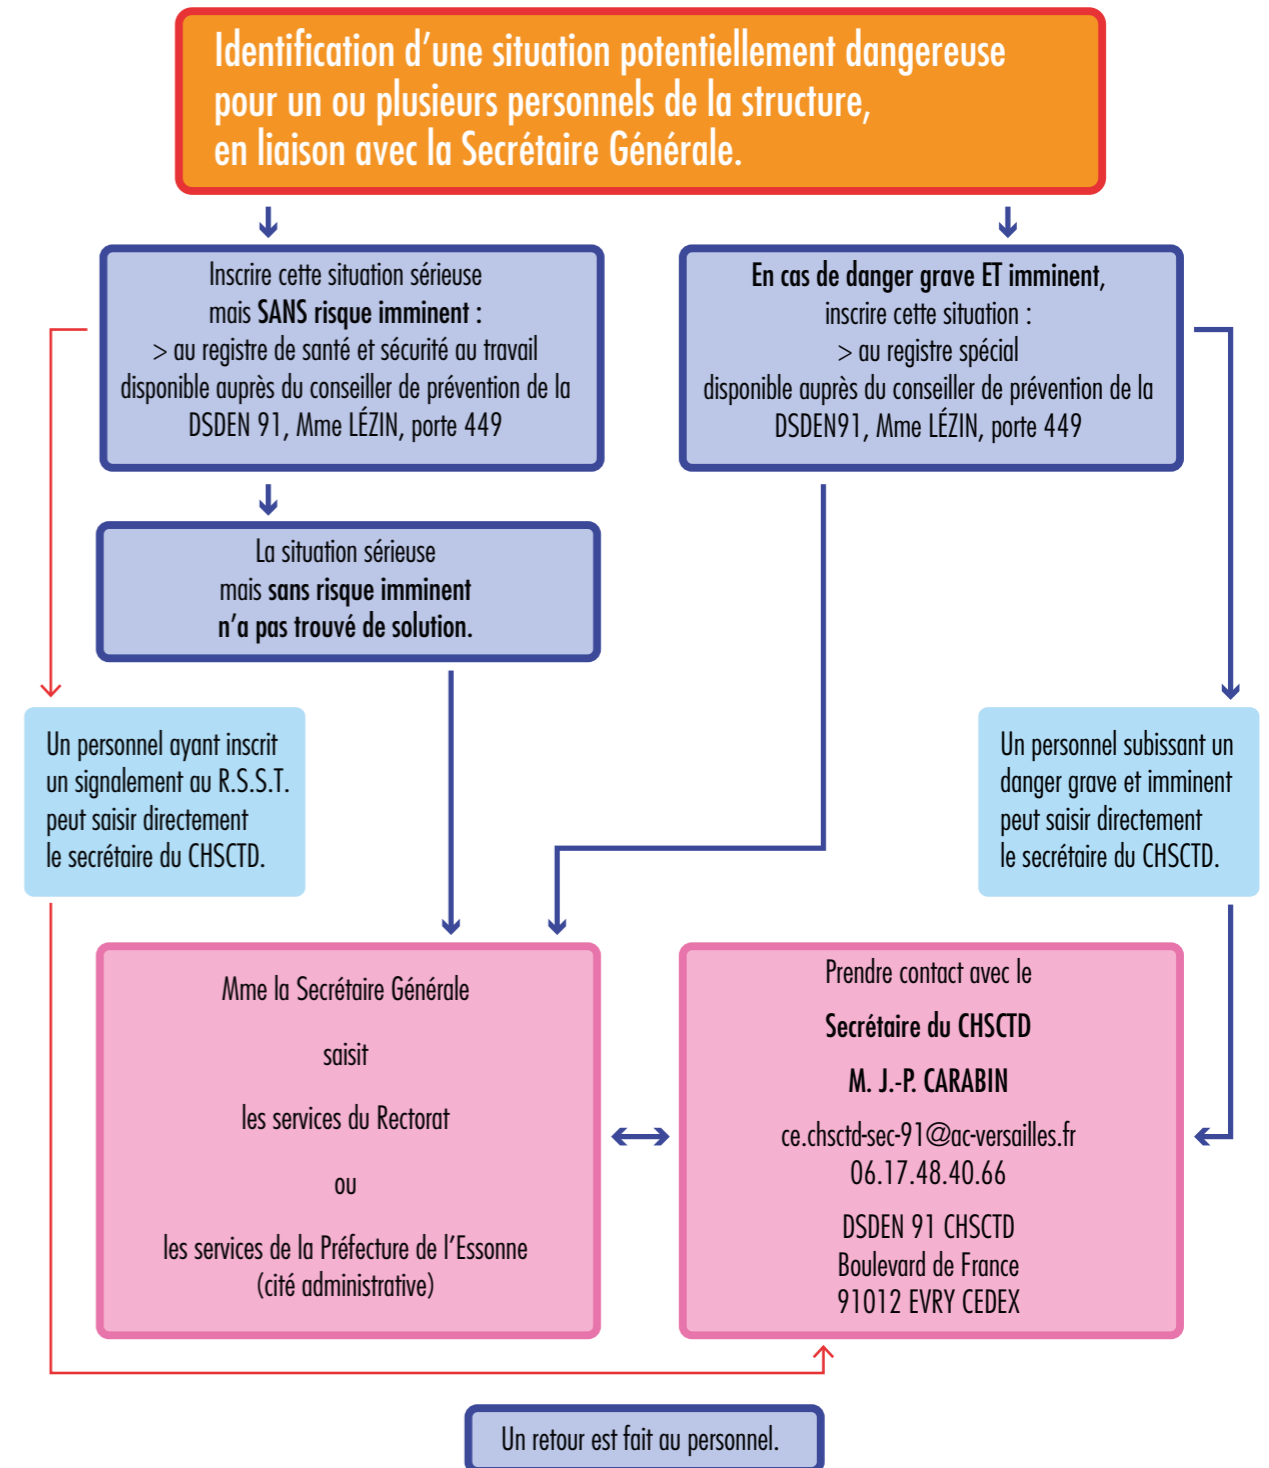 Identification d'une situation potentiellement dangereuse
pour un ou plusieurs personnels de la structure,
en liaison avec la Secrétaire Générale.
Inscrire cette situation sérieuse
mais SANS risque imminent :
> au registre de santé et sécurité au travail
disponible auprès du conseiller de prévention de la
DSDEN 91, Mme LÉZIN, porte 449
En cas de danger grave ET imminent,
inscrire cette situation :
> au registre spécial
disponible auprès du conseiller de prévention de la
DSDEN91, Mme LÉZIN, porte 449
La situation sérieuse
mais sans risque imminent
n'a pas trouvé de solution.
Un personnel ayant inscrit
un signalement au R.S.S.T.
peut saisir directement
le secrétaire du CHSCTD.
Un personnel subissant un
danger grave et imminent
peut saisir directement
le secrétaire du CHSCTD.
Mme la Secrétaire Générale
saisit
les services du Rectorat
ou
les services de la Préfecture de l'Essonne
(cité administrative)
Prendre contact avec le
Secrétaire du CHSCTD
M. J.-P. CARABIN
ce.chsctd-sec-91@ac-versailles.fr
06.17.48.40.66
DSDEN 91 CHSCTD
Boulevard de France
91012 EVRY CEDEX
Un retour est fait au personnel.